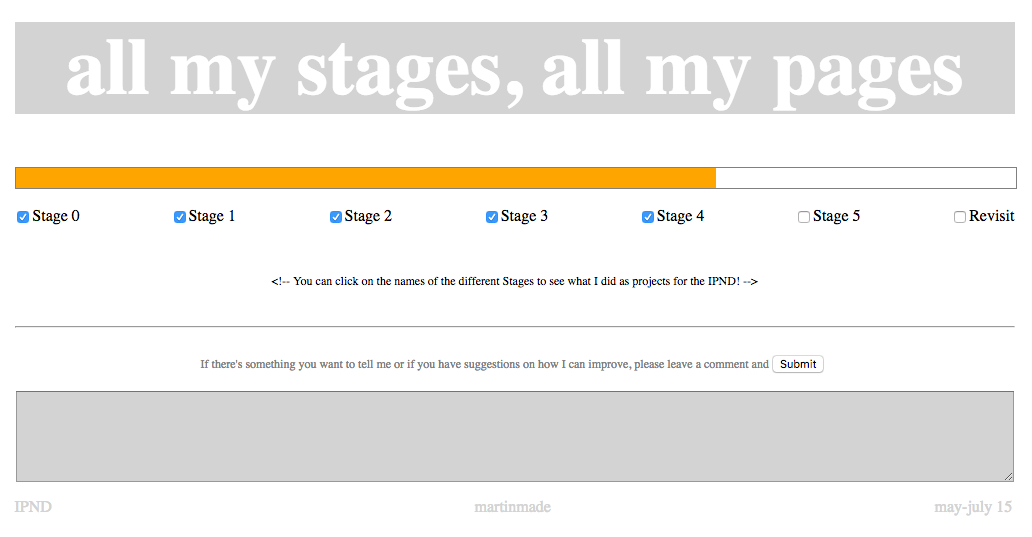 all my stages, all my pages
Stage 0 Stage 1 Stage 2 Stage 3 Stage 4 Stage 5 Revisit
<!-- You can click on the names of the different Stages to see what I did as projects for the IPND! -->
If there's something you want to tell me or if you have suggestions on how I can improve, please leave a comment and Submit
IPND martinmade may-july 15